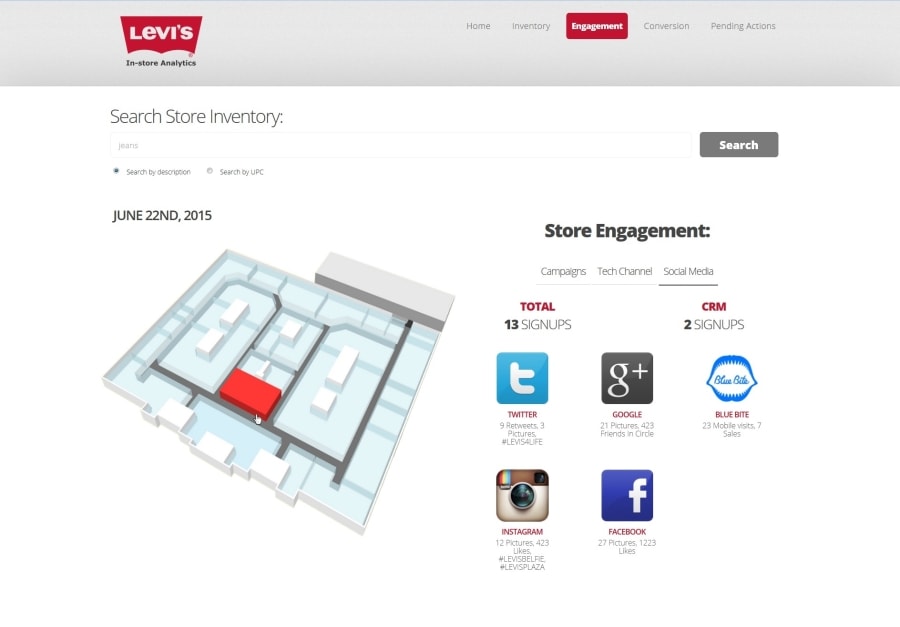 Levi's
In-store Analytics
Home
Inventory
Engagement
Conversion
Pending Actions
Search Store Inventory:
jeans
Search
Search by description
Search by UPC
JUNE 22ND, 2015
Store Engagement:
Campaigns
Tech Channel
Social Media
TOTAL
13 SIGNUPS
CRM
2 SIGNUPS
TWITTER
9 Retweets, 3
Pictures,
#LEVIS4LIFE
g+
GOOGLE
21 Pictures, 423
Friends In Circle
Blue Bite
BLUE BITE
23 Mobile visits, 7
Sales
INSTAGRAM
12 Pictures, 423
Likes,
#LEVISBELFIE,
#LEVISPLAZA
FACEBOOK
27 Pictures, 1223
Likes